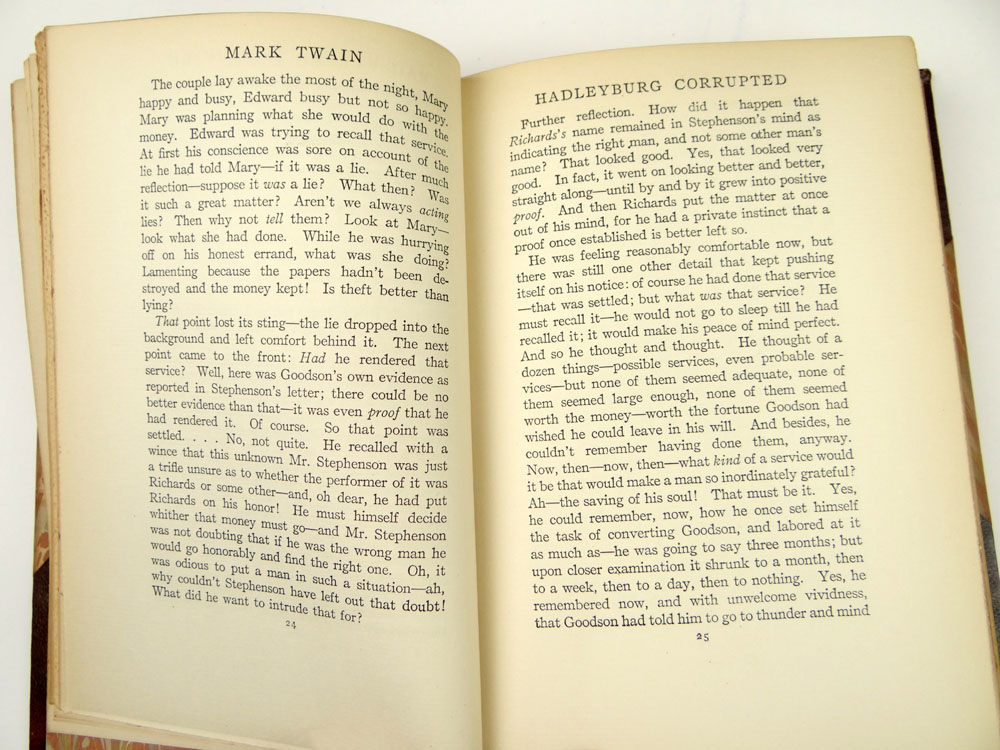 MARK TWAIN
The couple lay awake the most of the night, Mary
happy and busy, Edward busy but not so happy.
Mary was planning what she would do with the
money. Edward was trying to recall that service.
At first his conscience was sore on account of the
lie he had told Mary—if it was a lie. After much
reflection—suppose it was a lie? What then? Was
it such a great matter? Aren't we always acting
lies? Then why not tell them? Look at Mary—
look what she had done. While he was hurrying
off on his honest errand, what was she doing?
Lamenting because the papers hadn't been de-
stroyed and the money kept! Is theft better than
lying?
That point lost its sting—the lie dropped into the
background and left comfort behind it. The next
point came to the front: Had he rendered that
service? Well, here was Goodson's own evidence as
reported in Stephenson's letter; there could be no
better evidence than that—it was even proof that he
had rendered it. Of course. So that point was
settled. . . . No, not quite. He recalled with a
wince that this unknown Mr. Stephenson was just
a trifle unsure as to whether the performer of it was
Richards or some other—and, oh dear, he had put
Richards on his honor! He must himself decide
whither that money must go—and Mr. Stephenson
was not doubting that if he was the wrong man he
would go honorably and find the right one. Oh, it
was odious to put a man in such a situation—ah,
why couldn't Stephenson have left out that doubt!
What did he want to intrude that for?
24
HADLEYBURG CORRUPTED
Further reflection. How did it happen that
Richards's name remained in Stephenson's mind as
indicating the right man, and not some other man's
name? That looked good. Yes, that looked very
good. In fact, it went on looking better and better,
straight along—until by and by it grew into positive
proof. And then Richards put the matter at once
out of his mind, for he had a private instinct that a
proof once established is better left so.
He was feeling reasonably comfortable now, but
there was still one other detail that kept pushing
itself on his notice: of course he had done that service
—that was settled; but what was that service? He
must recall it—he would not go to sleep till he had
recalled it; it would make his peace of mind perfect.
And so he thought and thought. He thought of a
dozen things—possible services, even probable ser-
vices—but none of them seemed adequate, none of
them seemed large enough, none of them seemed
worth the money—worth the fortune Goodson had
wished he could leave in his will. And besides, he
couldn't remember having done them, anyway.
Now, then—now, then—what kind of a service would
it be that would make a man so inordinately grateful?
Ah—the saving of his soul! That must be it. Yes,
he could remember, now, how he once set himself
the task of converting Goodson, and labored at it
as much as—he was going to say three months; but
upon closer examination it shrunk to a month, then
to a week, then to a day, then to nothing. Yes, he
remembered now, and with unwelcome vividness,
that Goodson had told him to go to thunder and mind
25